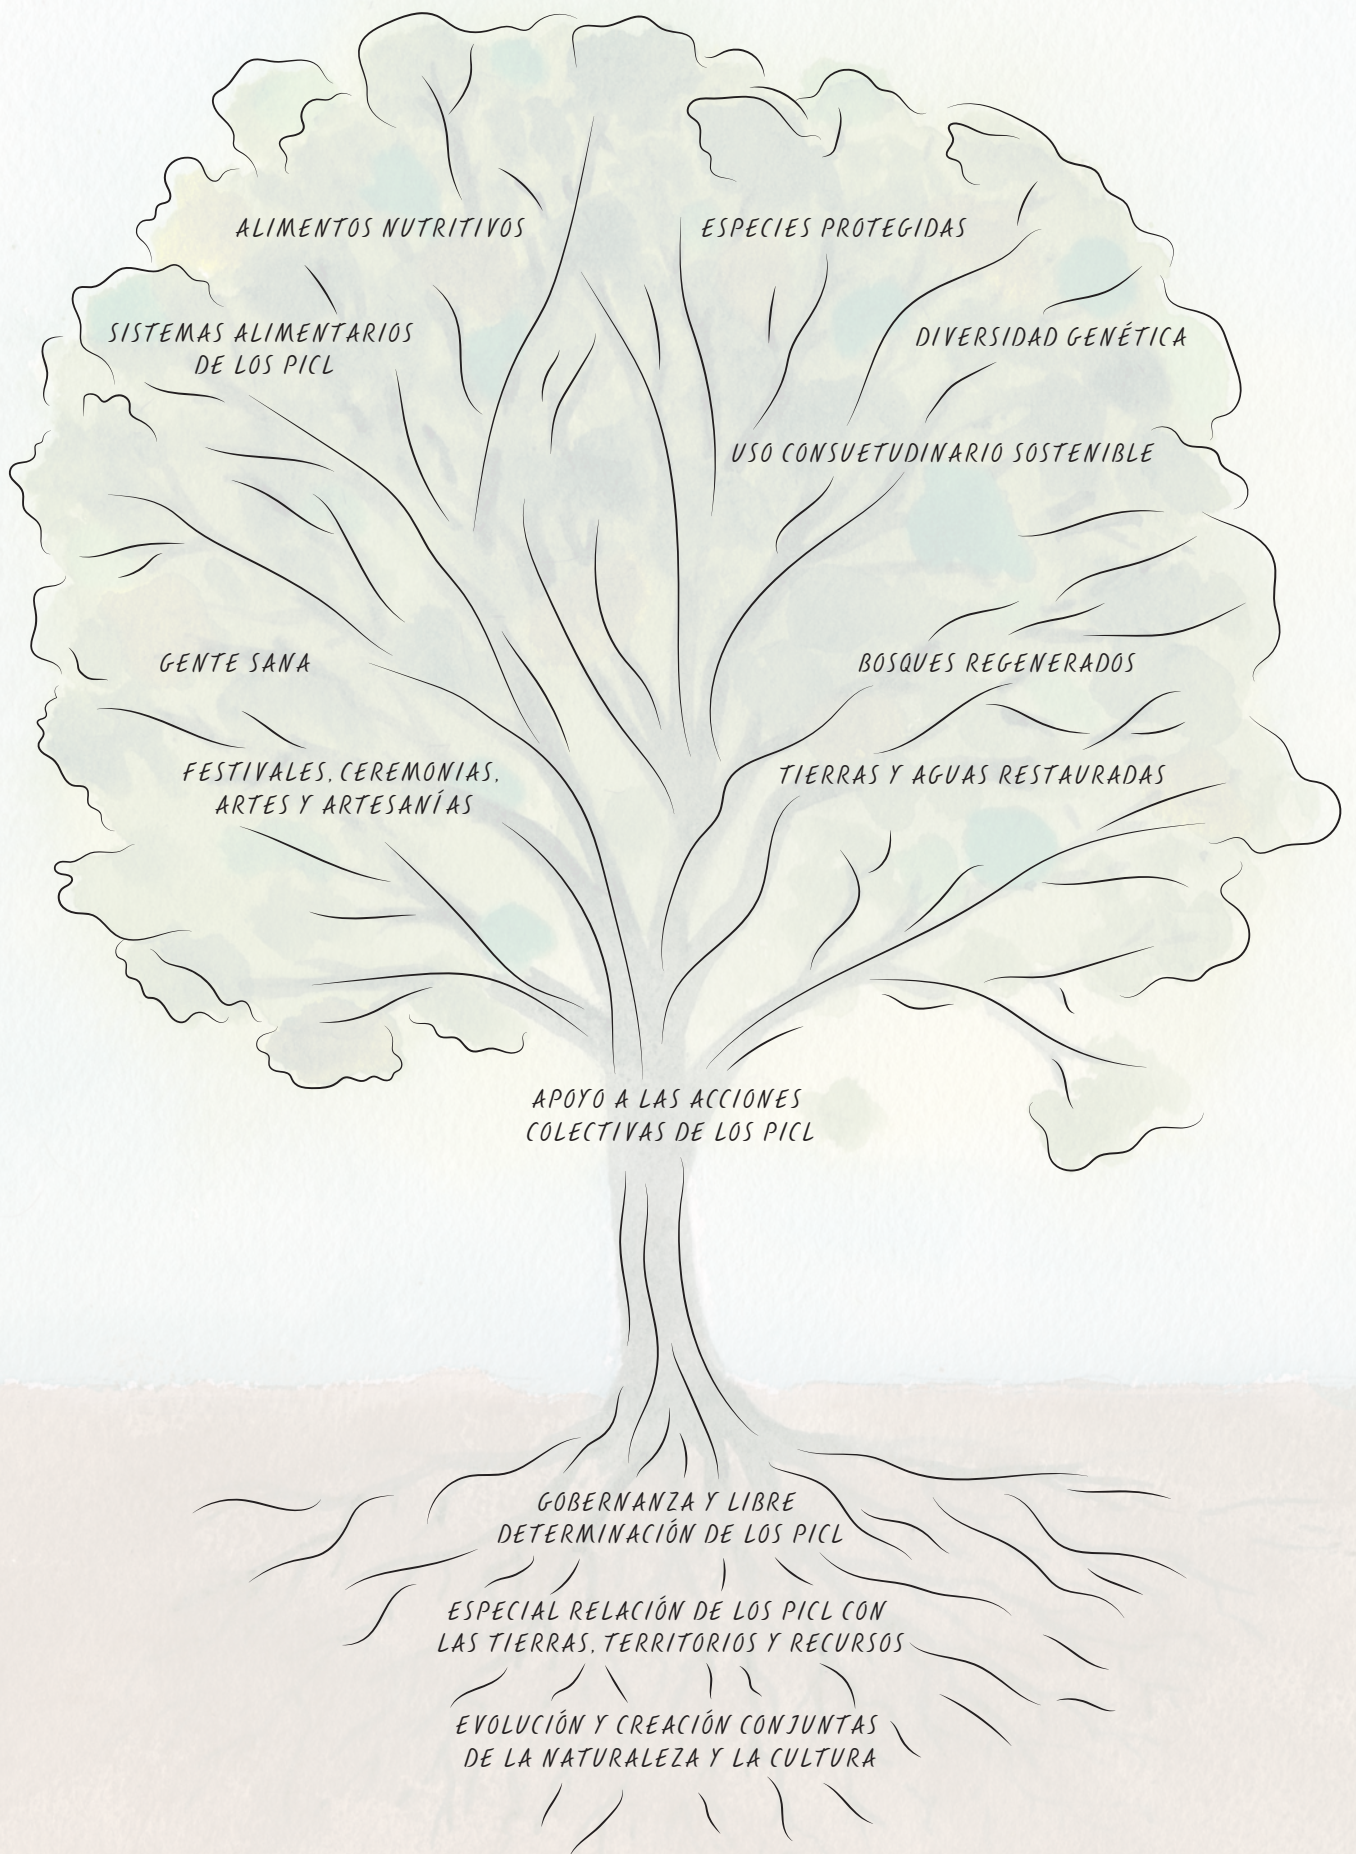 ALIMENTOS NUTRITIVOS
ESPECIES PROTEGIDAS
SISTEMAS ALIMENTARIOS
DE LOS PICL
DIVERSIDAD GENÉTICA
USO CONSUETUDINARIO SOSTENIBLE
GENTE SANA
BOSQUES REGENERADOS
FESTIVALES, CEREMONIAS,
ARTES Y ARTESANÍAS
TIERRAS Y AGUAS RESTAURADAS
APOYO A LAS ACCIONES
COLECTIVAS DE LOS PICL
GOBERNANZA Y LIBRE
DETERMINACIÓN DE LOS PICL
ESPECIAL RELACIÓN DE LOS PICL CON
LAS TIERRAS, TERRITORIOS Y RECURSOS
EVOLUCIÓN Y CREACIÓN CONJUNTAS
DE LA NATURALEZA Y LA CULTURA